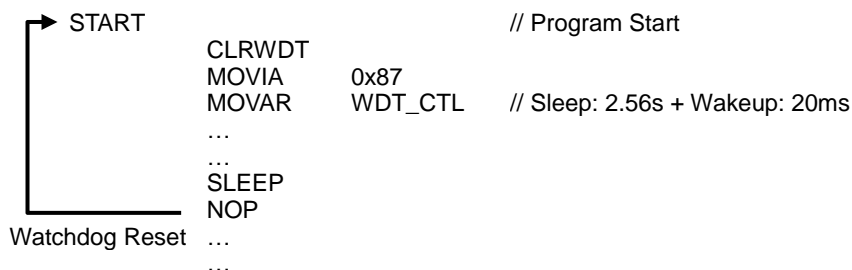 START // Program Start
CLRWDT
MOVIA 0x87
MOVAR WDT_CTL // Sleep: 2.56s + Wakeup: 20ms
…
…
SLEEP
NOP
Watchdog Reset …
…